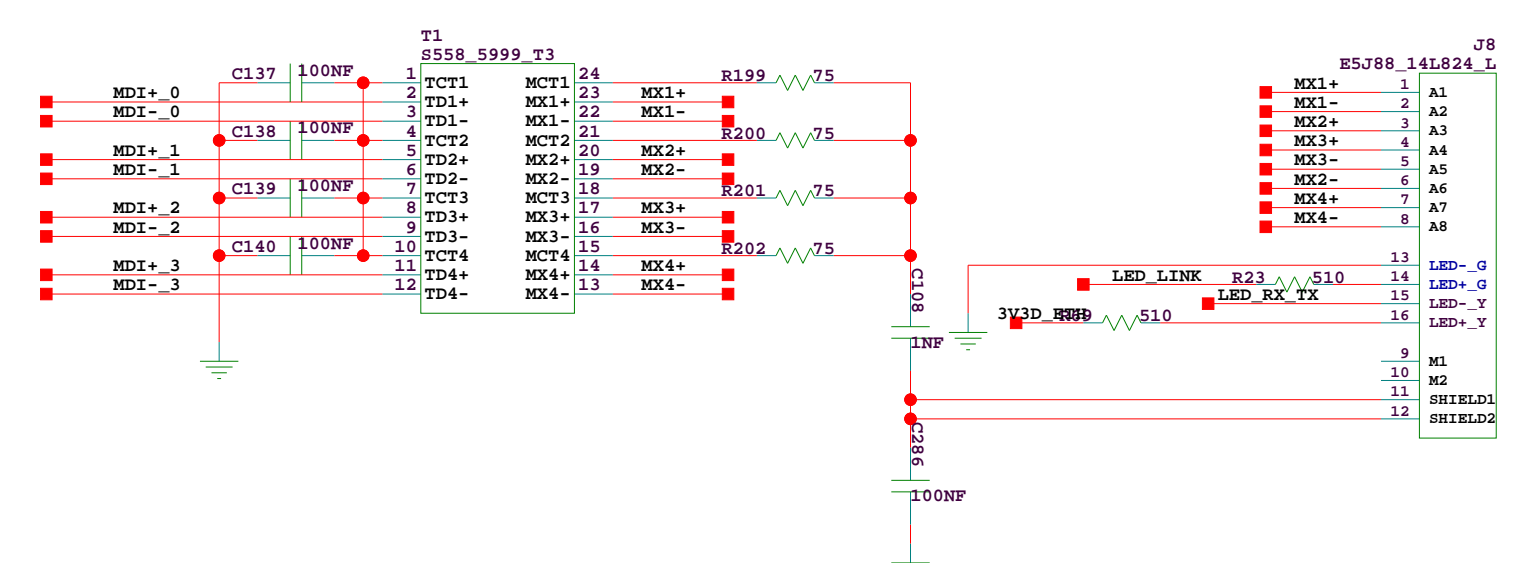 T1
S558_5999_T3
C137 100NF
1 TCT1 MCT1 24 R199 75
MDI+_0 2 TD1+ MX1+ 23 MX1+
MDI-_0 3 TD1- MX1- 22 MX1-
C138 100NF 4 TCT2 MCT2 21 R200 75
MDI+_1 5 TD2+ MX2+ 20 MX2+
MDI-_1 6 TD2- MX2- 19 MX2-
C139 100NF 7 TCT3 MCT3 18 R201 75
MDI+_2 8 TD3+ MX3+ 17 MX3+
MDI-_2 9 TD3- MX3- 16 MX3-
C140 100NF 10 TCT4 MCT4 15 R202 75
MDI+_3 11 TD4+ MX4+ 14 MX4+
MDI-_3 12 TD4- MX4- 13 MX4-
C108
1NF
C286
100NF
J8
E5J88_14L824_L
MX1+ 1 A1
MX1- 2 A2
MX2+ 3 A3
MX3+ 4 A4
MX3- 5 A5
MX2- 6 A6
MX4+ 7 A7
MX4- 8 A8
13 LED-_G
LED_LINK R23 510 14 LED+_G
LED_RX_TX 15 LED-_Y
3V3D_ETH R69 510 16 LED+_Y
9 M1
10 M2
11 SHIELD1
12 SHIELD2